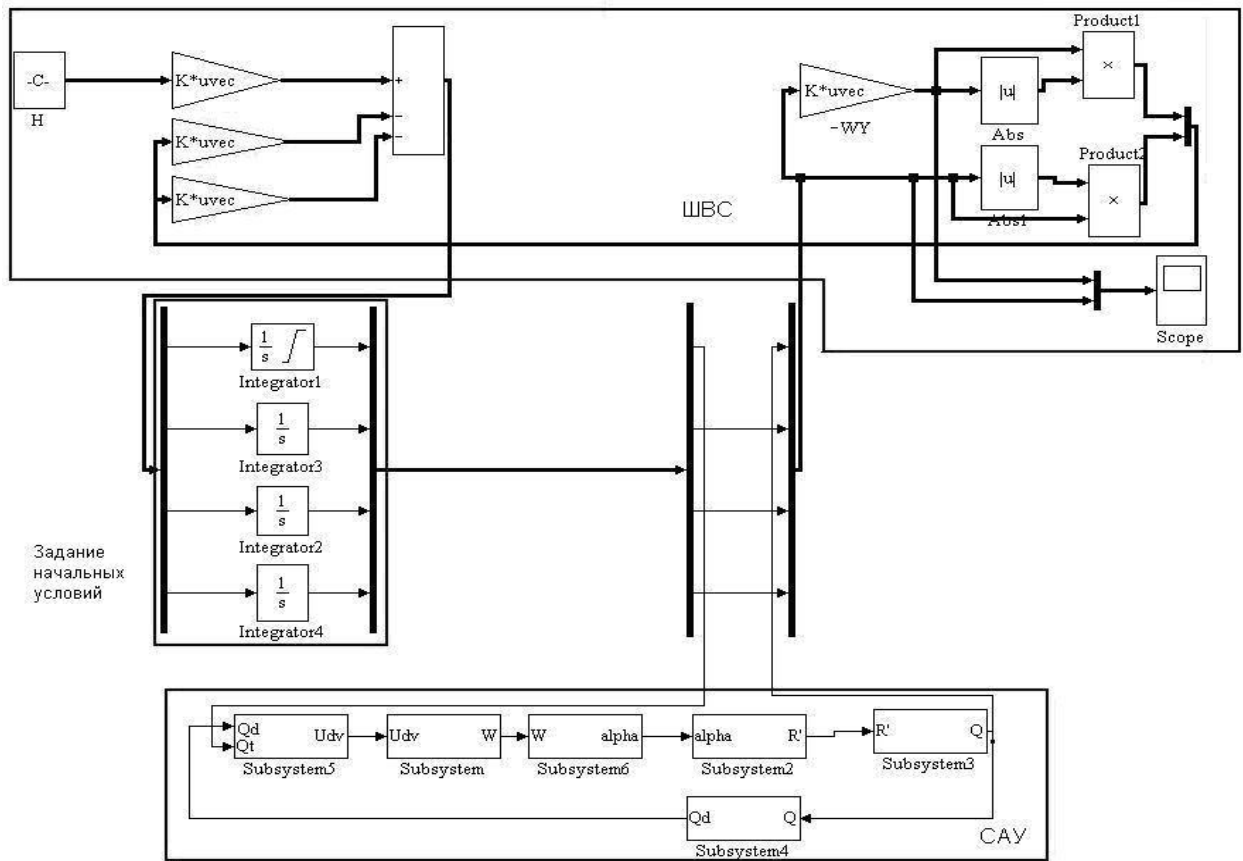 Product1
-C-
H
K*uvec
+
−
−
K*uvec
K*uvec
K*uvec
-WY
|u|
Abs
×
Product2
|u|
Abs1
×
ШВС
Scope
1
s
Integrator1
1
s
Integrator3
1
s
Integrator2
1
s
Integrator4
Задание
начальных
условий
Qd
Qt
Udv
Subsystem5
Udv
W
Subsystem
W
alpha
Subsystem6
alpha
R'
Subsystem2
R'
Q
Subsystem3
Qd
Q
Subsystem4
САУ